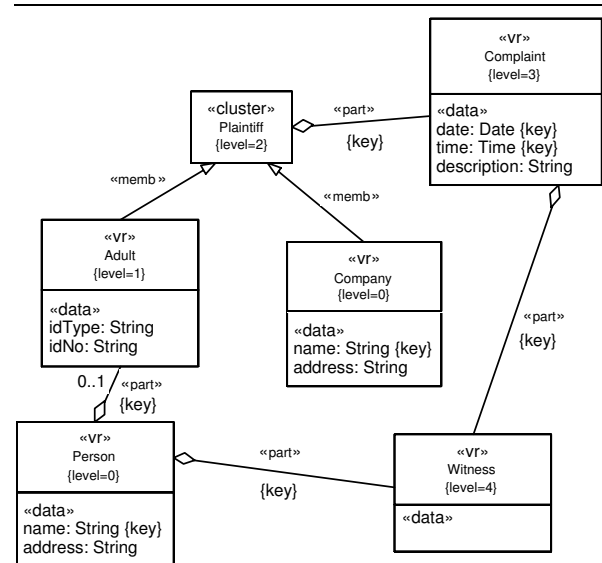 «vr»
Complaint
{level=3}
«data»
date: Date {key}
time: Time {key}
description: String
«cluster»
Plaintiff
{level=2}
«part»
{key}
«memb»
«memb»
«vr»
Adult
{level=1}
«data»
idType: String
idNo: String
«vr»
Company
{level=0}
«data»
name: String {key}
address: String
«part»
{key}
0..1 «part»
{key}
«vr»
Person
{level=0}
«data»
name: String {key}
address: String
«part»
{key}
«vr»
Witness
{level=4}
«data»